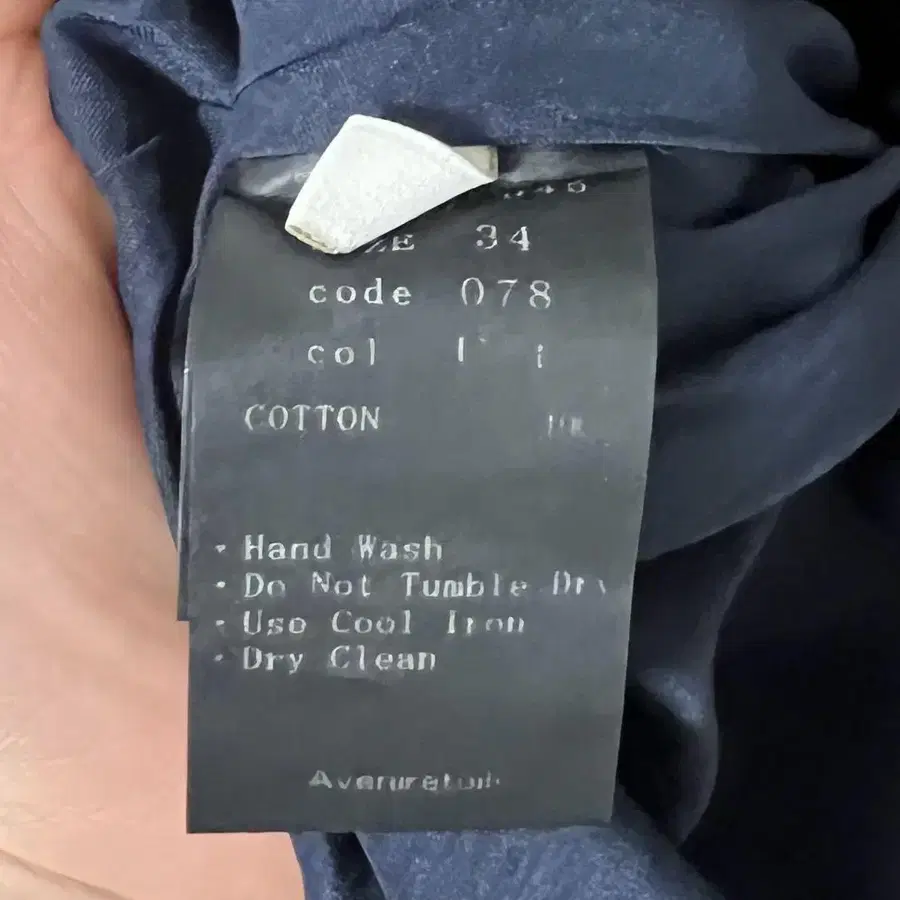 34
code 078
col
COTTON
· Hand Wash
· Do Not Tumble Dry
· Use Cool Iron
· Dry Clean